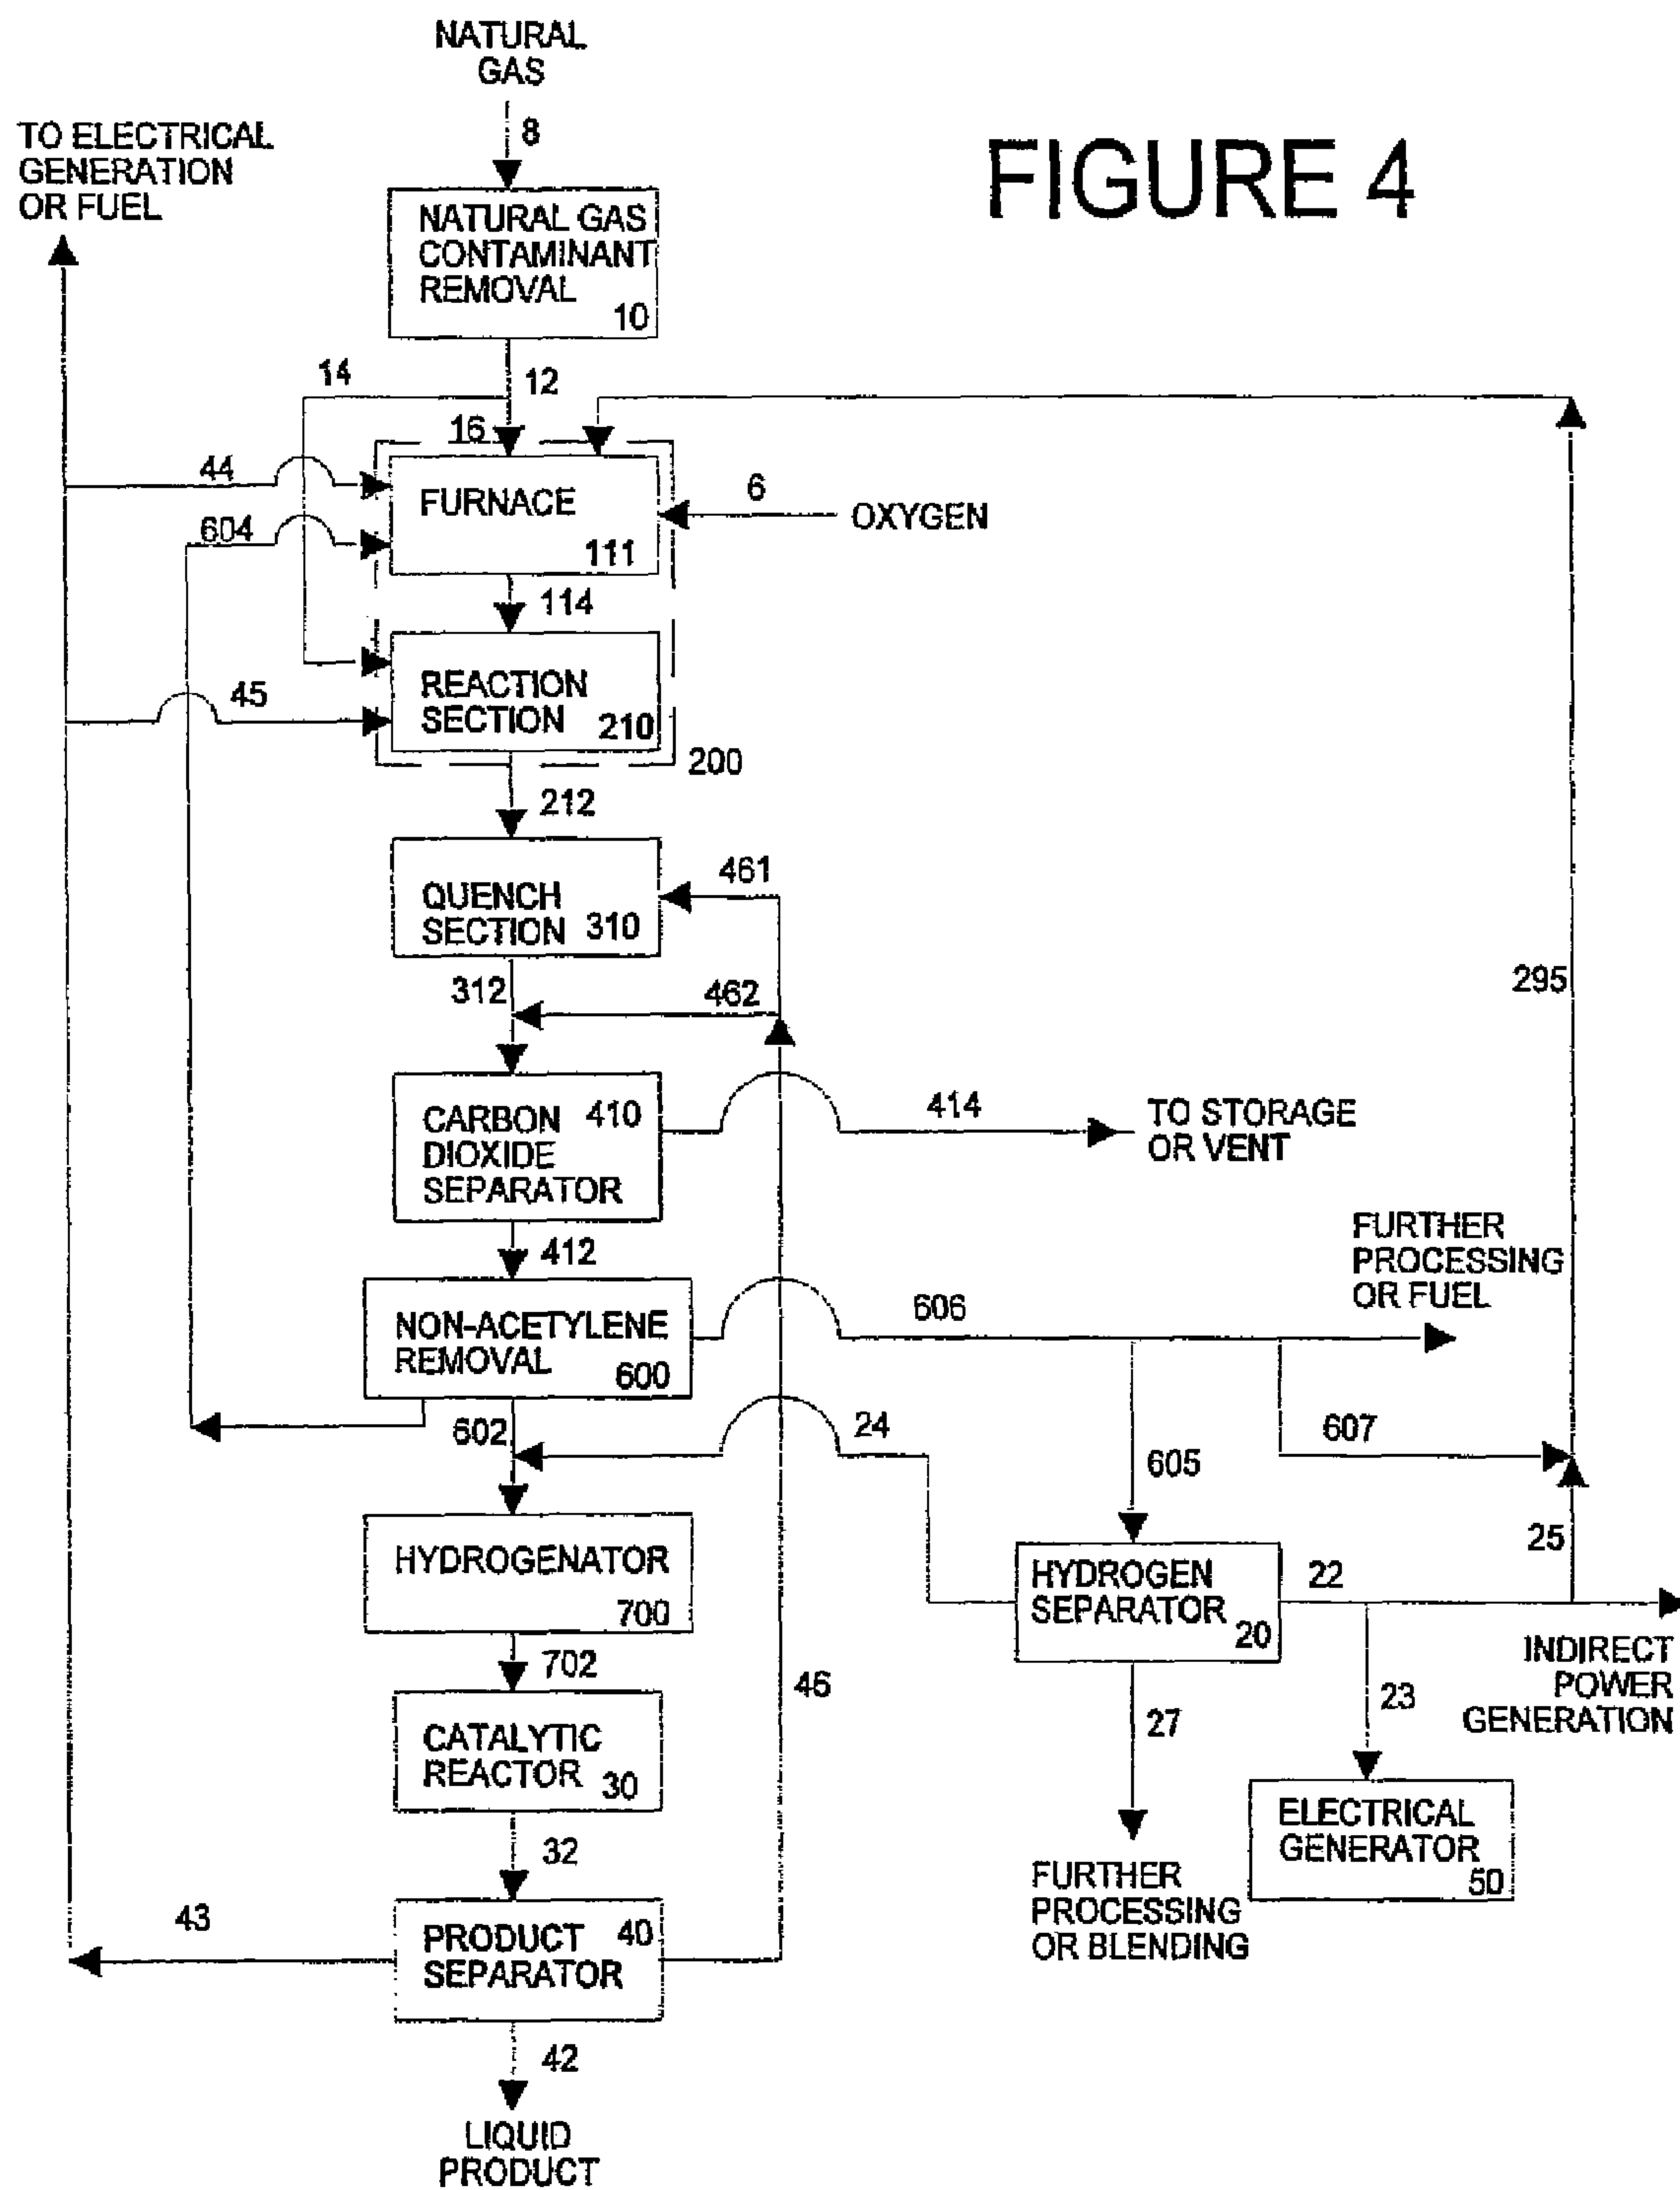 NATURAL
GAS
8
TO ELECTRICAL
GENERATION
OR FUEL
FIGURE 4
NATURAL GAS
CONTAMINANT
REMOVAL
10
14
12
16
44
FURNACE
111
6
OXYGEN
604
114
REACTION
SECTION
210
45
200
212
461
QUENCH
SECTION
310
312
462
295
CARBON
DIOXIDE
SEPARATOR
410
414
TO STORAGE
OR VENT
412
FURTHER
PROCESSING
OR FUEL
NON-ACETYLENE
REMOVAL
600
606
602
24
605
607
HYDROGENATOR
700
25
HYDROGEN
SEPARATOR
20
22
702
46
INDIRECT
POWER
GENERATION
23
27
CATALYTIC
REACTOR
30
ELECTRICAL
GENERATOR
50
32
FURTHER
PROCESSING
OR BLENDING
43
PRODUCT
SEPARATOR
40
42
LIQUID
PRODUCT